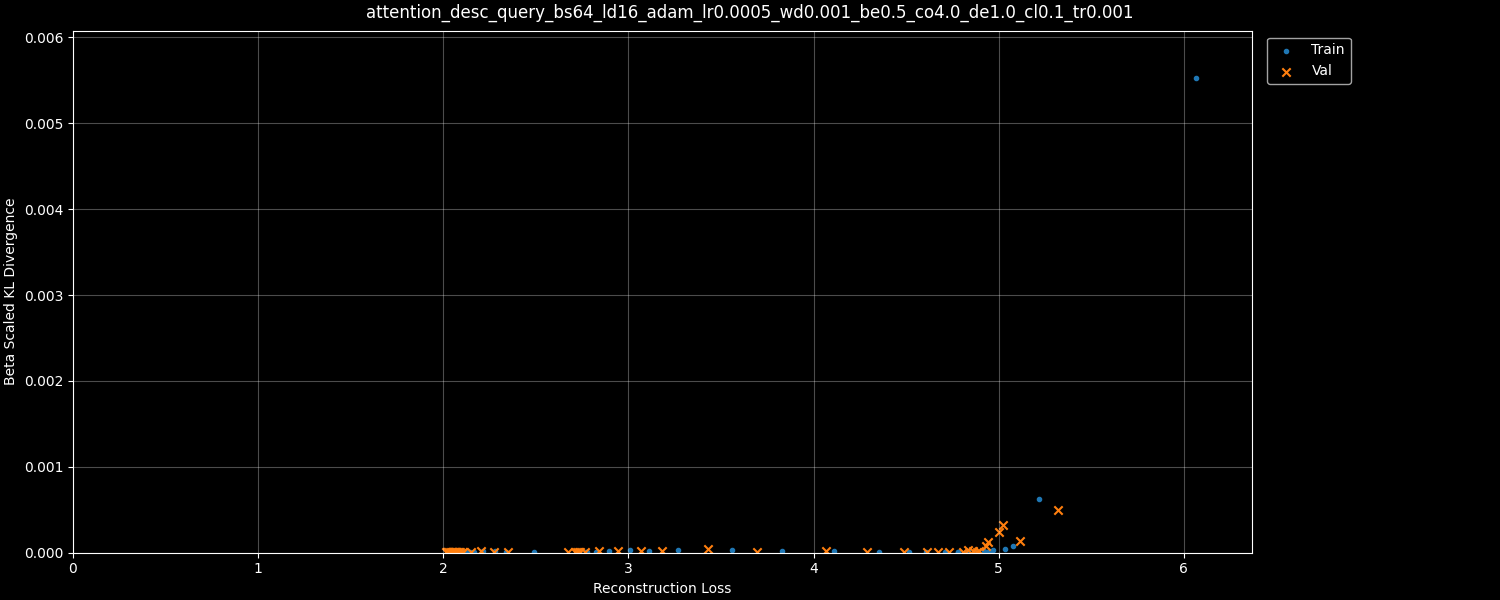 attention_desc_query_bs64_ld16_adam_lr0.0005_wd0.001_be0.5_co4.0_de1.0_cl0.1_tr0.001
Train
Val
Beta Scaled KL Divergence
0.006
0.005
0.004
0.003
0.002
0.001
0.000
0 1 2 3 4 5 6
Reconstruction Loss